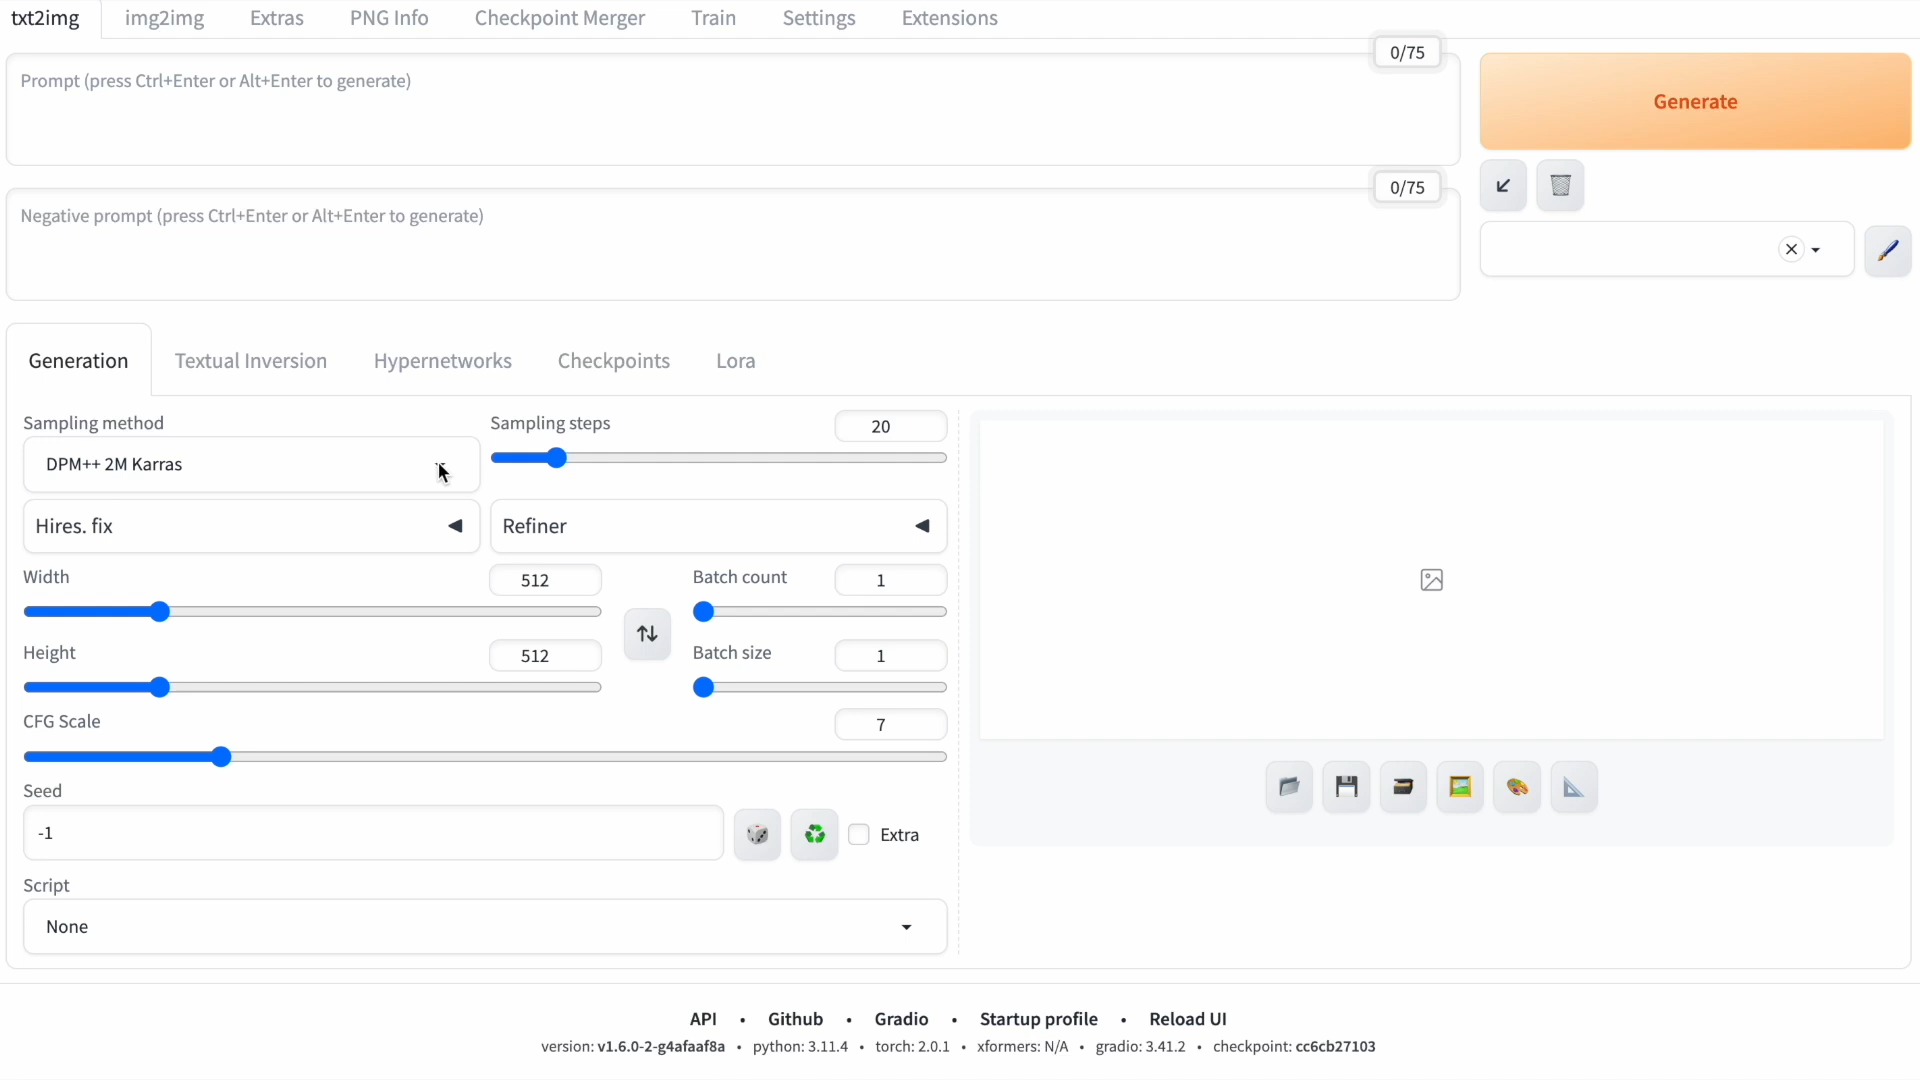 txt2img img2img Extras PNG Info Checkpoint Merger Train Settings Extensions
0/75
Prompt (press Ctrl+Enter or Alt+Enter to generate)
Generate
0/75
Negative prompt (press Ctrl+Enter or Alt+Enter to generate)
Generation Textual Inversion Hypernetworks Checkpoints Lora
Sampling method
DPM++ 2M Karras
Sampling steps
20
Hires. fix
Refiner
Width
512
Batch count
1
Height
512
Batch size
1
CFG Scale
7
Seed
-1
Extra
Script
None
API • Github • Gradio • Startup profile • Reload UI
version: v1.6.0-2-g4afaaf8a • python: 3.11.4 • torch: 2.0.1 • xformers: N/A • gradio: 3.41.2 • checkpoint: cc6cb27103